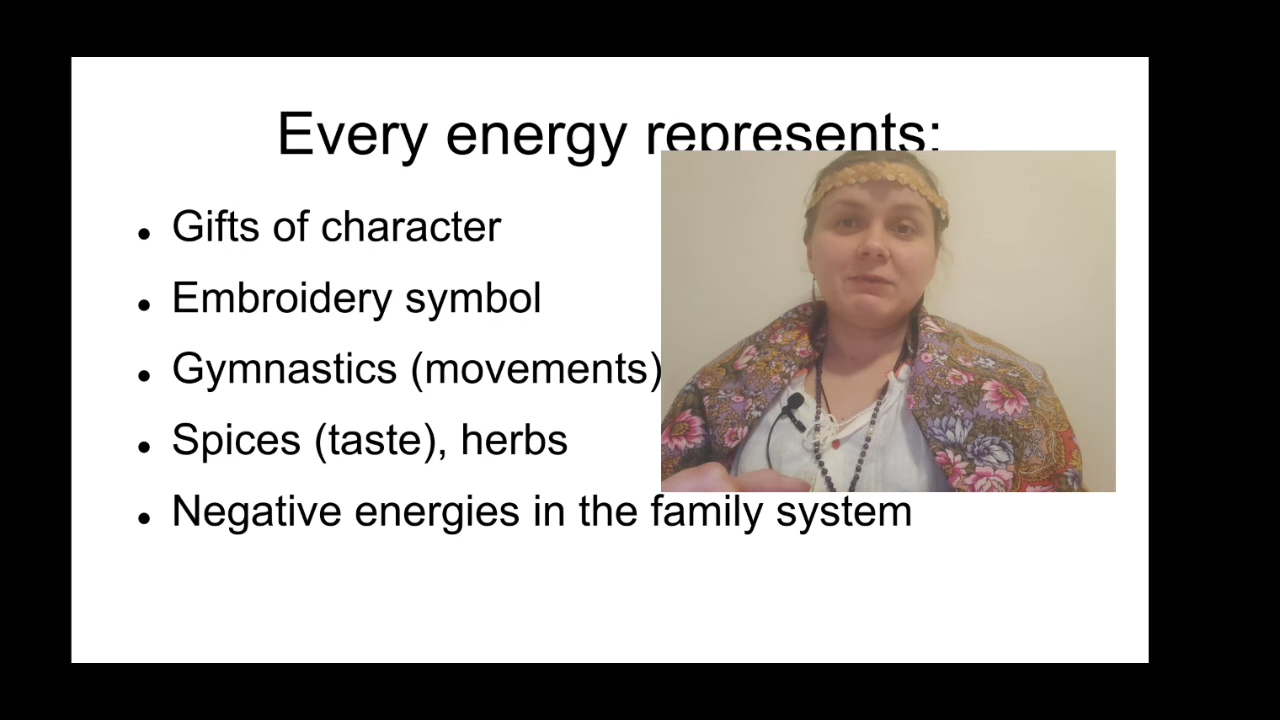 Every energy represents:
Gifts of character
Embroidery symbol
Gymnastics (movements)
Spices (taste), herbs
Negative energies in the family system